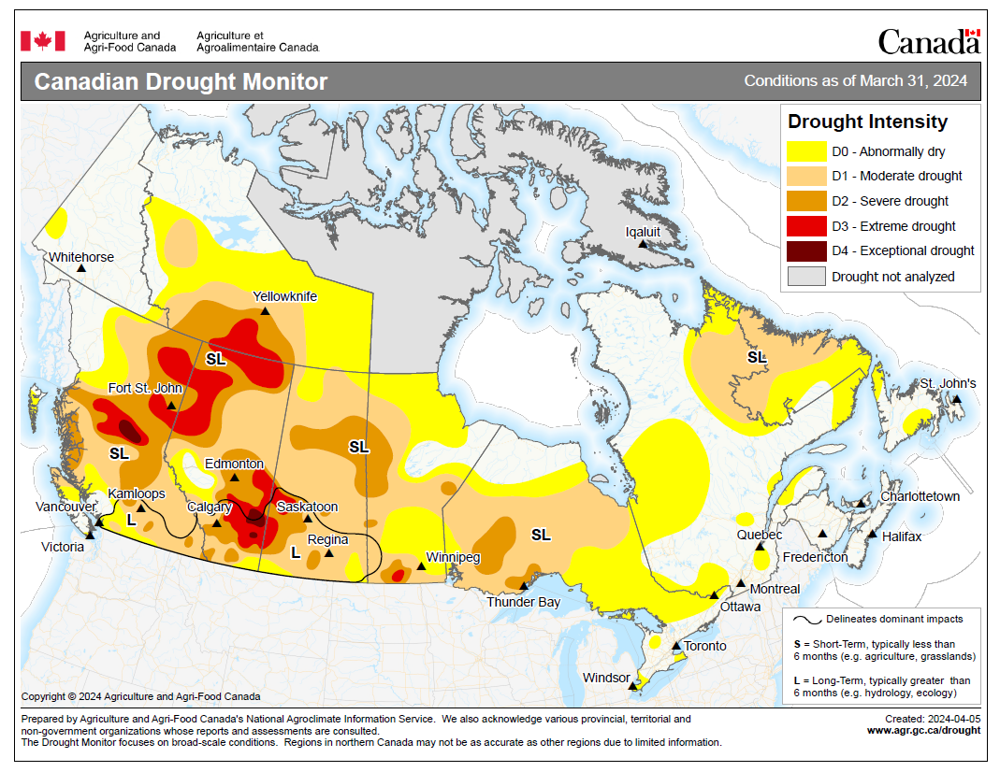 Agriculture and
Agri-Food Canada
Agriculture et
Agroalimentaire Canada
Canada
Canadian Drought Monitor
Conditions as of March 31, 2024
Drought Intensity
D0 - Abnormally dry
D1 - Moderate drought
D2 - Severe drought
D3 - Extreme drought
D4 - Exceptional drought
Drought not analyzed
Iqaluit
Whitehorse
Yellowknife
SL
SL
Fort St. John
St. John's
SL
SL
Edmonton
Kamloops
Charlottetown
Vancouver
Calgary
Saskatoon
L
SL
Quebec
Halifax
Victoria
Regina
L
Winnipeg
Fredericton
Montreal
Thunder Bay
Ottawa
Toronto
Windsor
Delineates dominant impacts
S = Short-Term, typically less than
6 months (e.g. agriculture, grasslands)
L = Long-Term, typically greater than
6 months (e.g. hydrology, ecology)
Copyright © 2024 Agriculture and Agri-Food Canada
Prepared by Agriculture and Agri-Food Canada's National Agroclimate Information Service. We also acknowledge various provincial, territorial and
non-government organizations whose reports and assessments are consulted.
The Drought Monitor focuses on broad-scale conditions. Regions in northern Canada may not be as accurate as other regions due to limited information.
Created: 2024-04-05
www.agr.gc.ca/drought